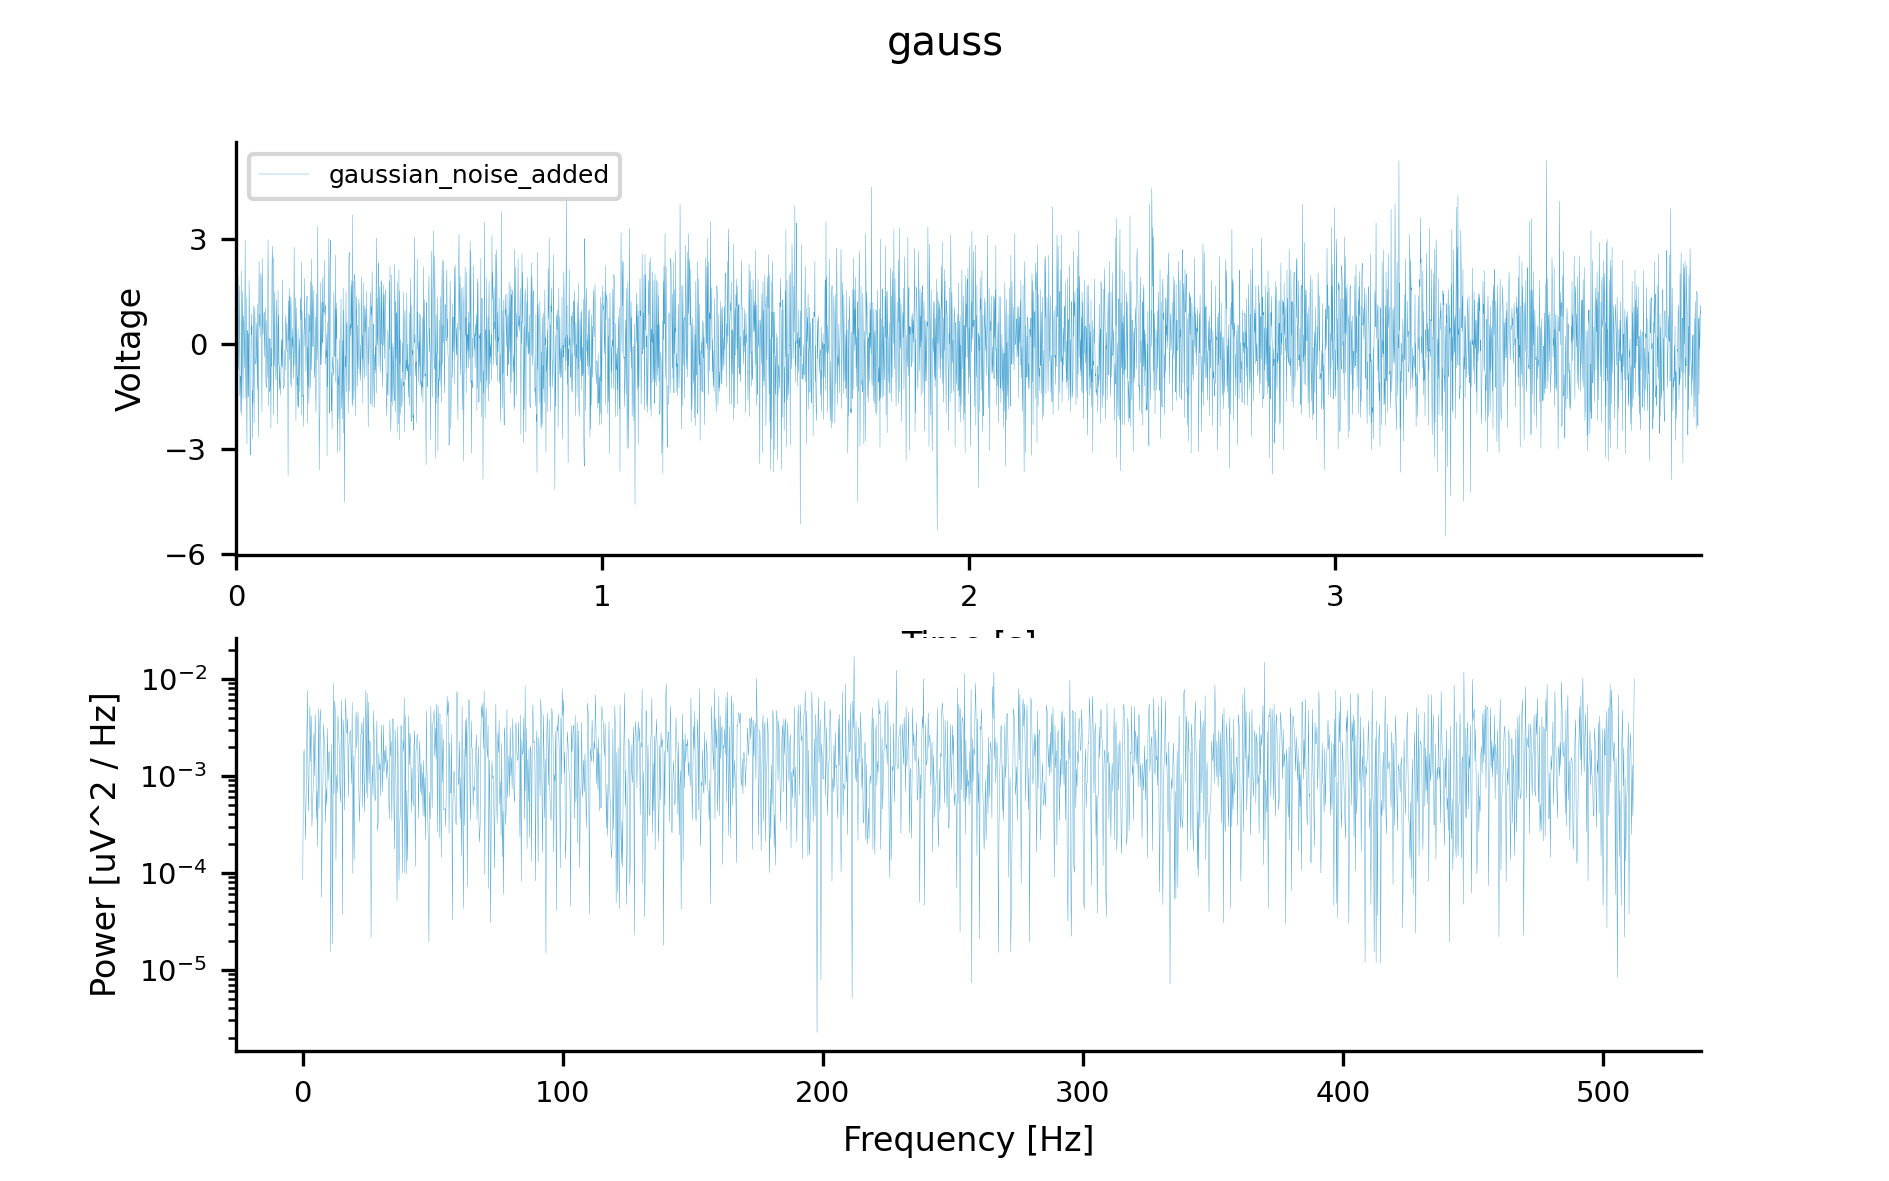 gauss
gaussian_noise_added
3
0
−3
−6
Voltage
0 1 2 3
Time [s]
10⁻²
10⁻³
10⁻⁴
10⁻⁵
Power [uV^2 / Hz]
0 100 200 300 400 500
Frequency [Hz]